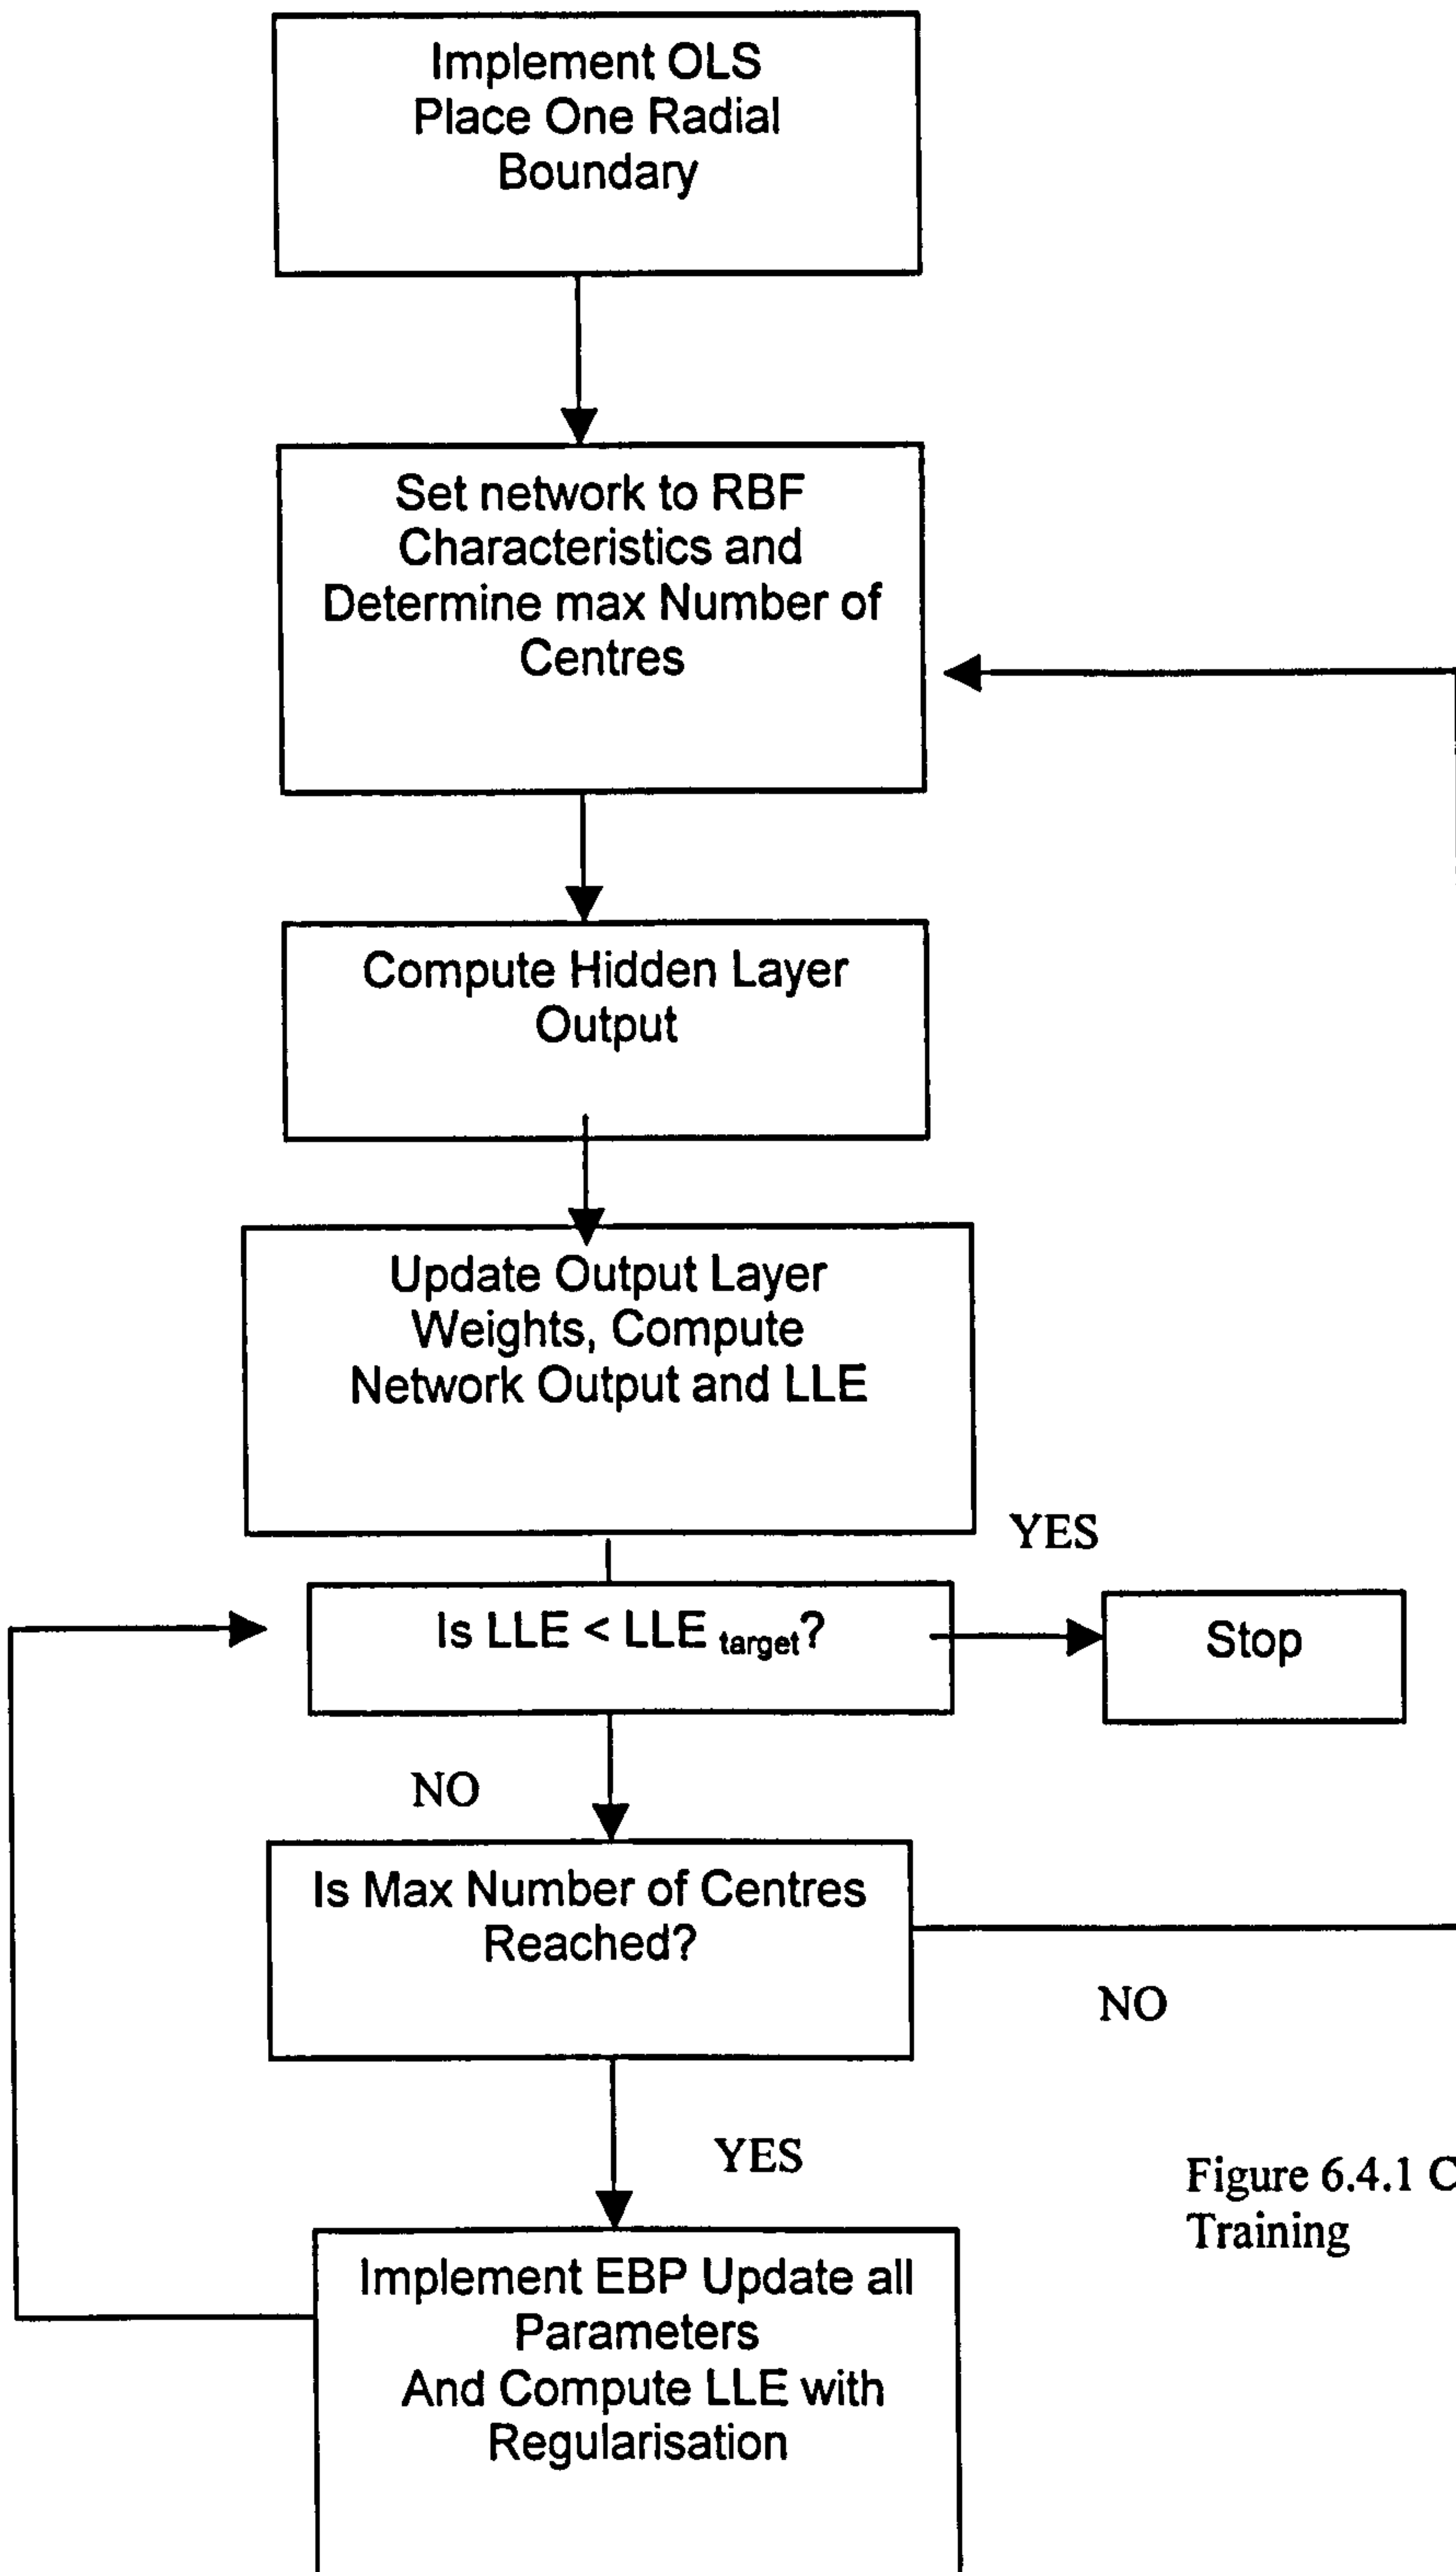 Implement OLS
Place One Radial
Boundary
Set network to RBF
Characteristics and
Determine max Number of
Centres
Compute Hidden Layer
Output
Update Output Layer
Weights, Compute
Network Output and LLE
YES
Is LLE < LLE target?
Stop
NO
Is Max Number of Centres
Reached?
NO
YES
Figure 6.4.1 C
Training
Implement EBP Update all
Parameters
And Compute LLE with
Regularisation